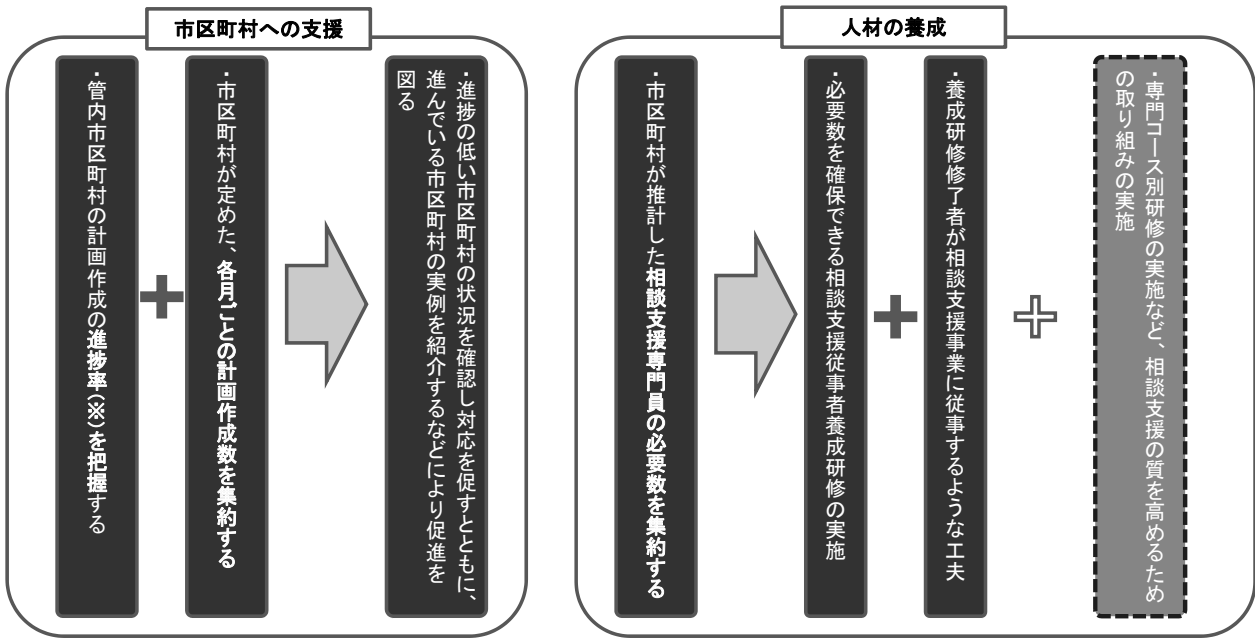 市区町村への支援
・管内市区町村の計画作成の進捗率(※)を把握する
・市区町村が定めた、各月ごとの計画作成数を集約する
・進捗の低い市区町村の状況を確認し対応を促すとともに、
進んでいる市区町村の実例を紹介するなどにより促進を
図る
人材の養成
・市区町村が推計した相談支援専門員の必要数を集約する
・必要数を確保できる相談支援従事者養成研修の実施
・養成研修修了者が相談支援事業に従事するような工夫
・専門コース別研修の実施など、相談支援の質を高めるため
の取り組みの実施